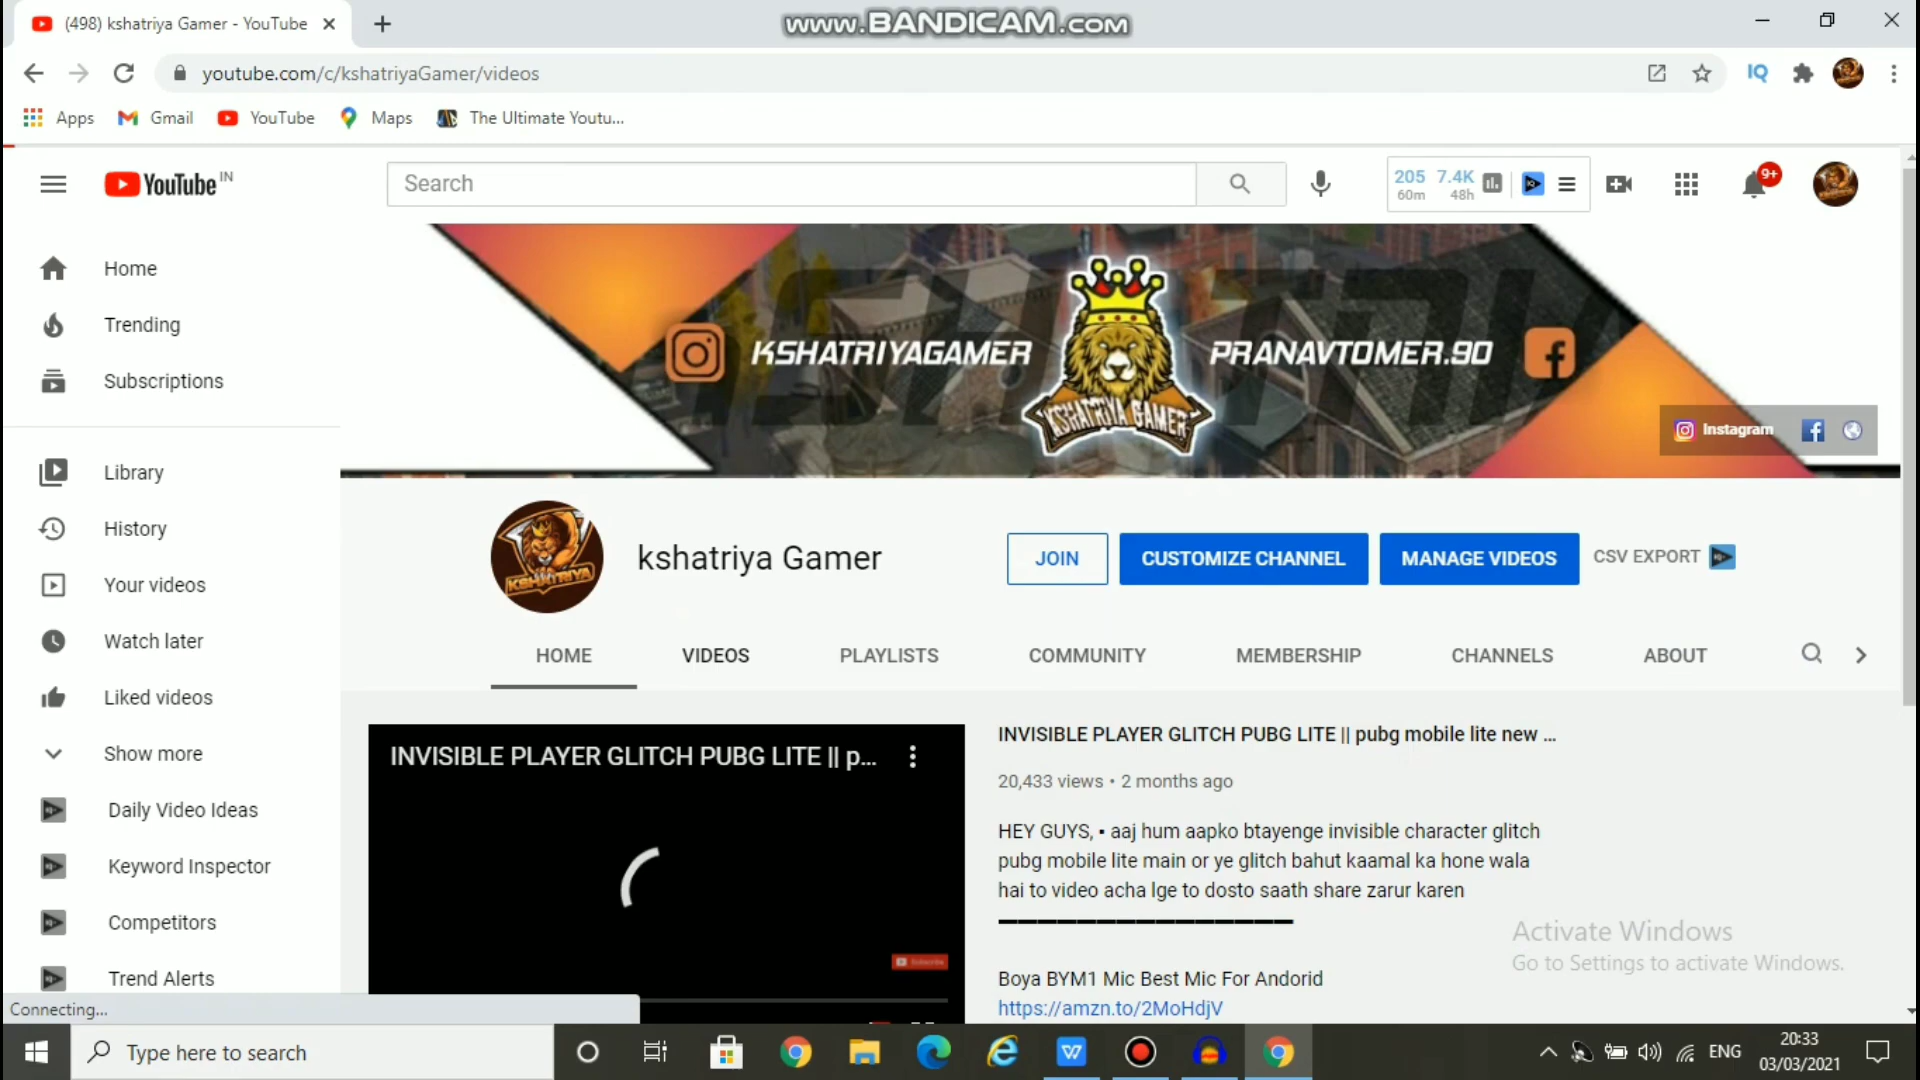 (498) kshatriya Gamer - YouTube
www.BANDICAM.com
youtube.com/c/kshatriyaGamer/videos
IQ
Apps
Gmail
YouTube
Maps
The Ultimate Youtu...
YouTube IN
Search
205 7.4K
60m 48h
9+
Home
Trending
Subscriptions
Library
History
Your videos
Watch later
Liked videos
Show more
Daily Video Ideas
Keyword Inspector
Competitors
Trend Alerts
KSHATRIYAGAMER
PRANAVTOMER.90
KSHATRIYA GAMER
Instagram
KSHATRIYA
kshatriya Gamer
JOIN
CUSTOMIZE CHANNEL
MANAGE VIDEOS
CSV EXPORT
HOME
VIDEOS
PLAYLISTS
COMMUNITY
MEMBERSHIP
CHANNELS
ABOUT
INVISIBLE PLAYER GLITCH PUBG LITE || p...
Subscribe
INVISIBLE PLAYER GLITCH PUBG LITE || pubg mobile lite new ...
20,433 views • 2 months ago
HEY GUYS, ▪ aaj hum aapko btayenge invisible character glitch
pubg mobile lite main or ye glitch bahut kaamal ka hone wala
hai to video acha lge to dosto saath share zarur karen
Boya BYM1 Mic Best Mic For Andorid
https://amzn.to/2MoHdjV
Activate Windows
Go to Settings to activate Windows.
Connecting...
Type here to search
ENG
20:33
03/03/2021